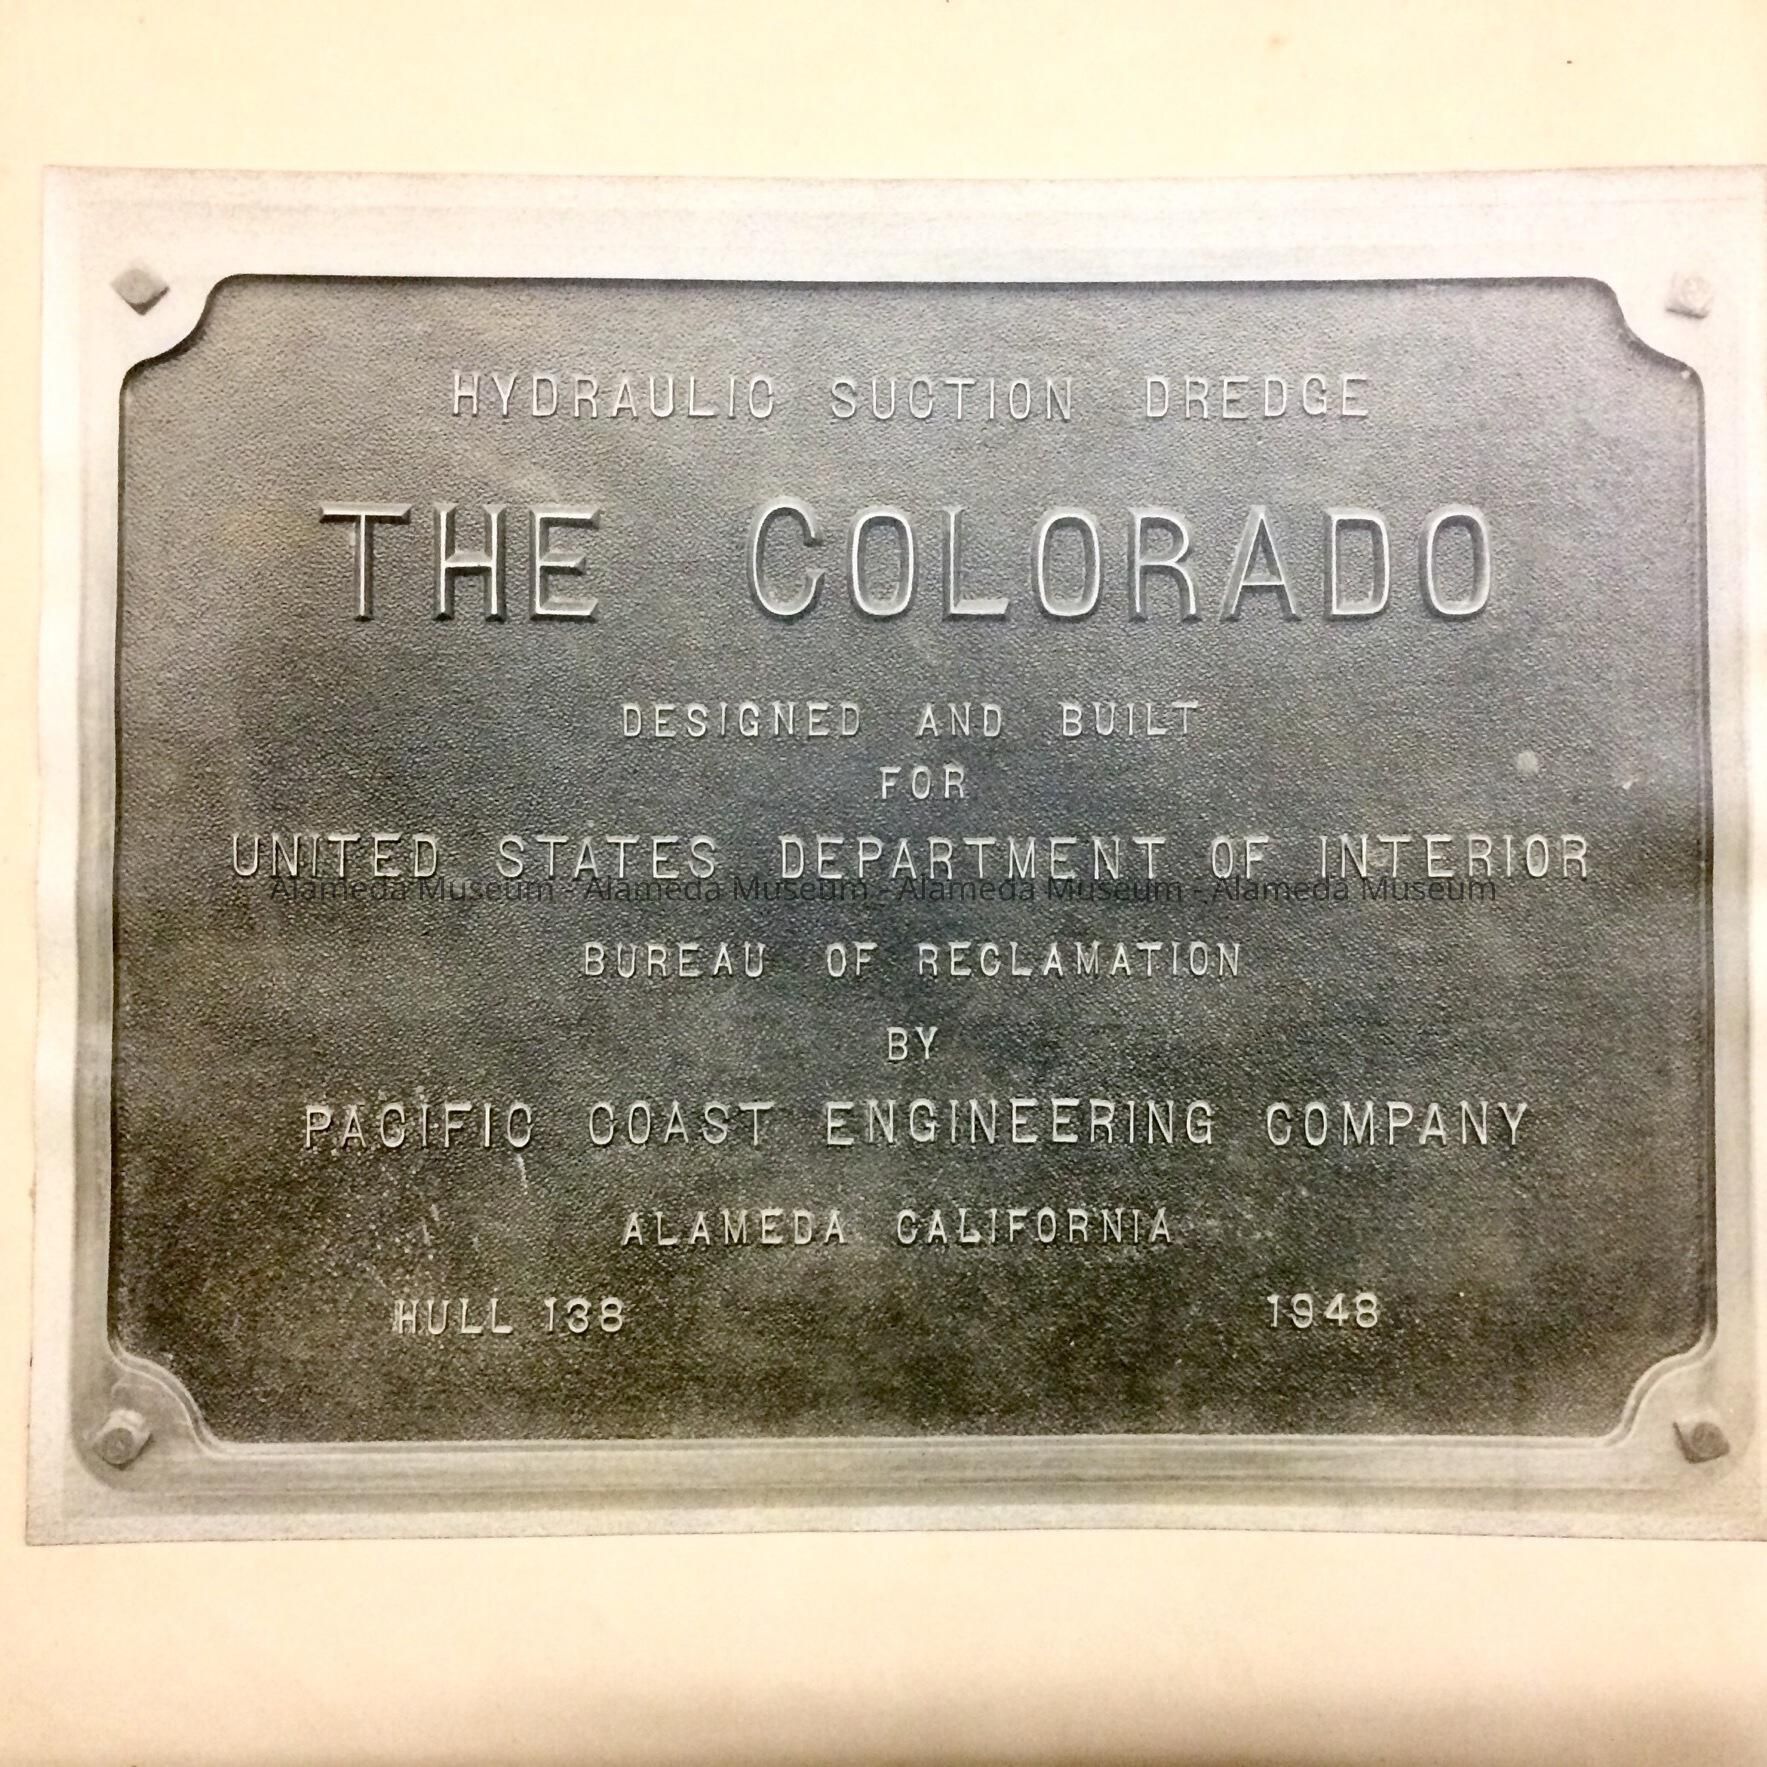 HYDRAULIC SUCTION DREDGE
THE COLORADO
DESIGNED AND BUILT
FOR
UNITED STATES DEPARTMENT OF INTERIOR
Alameda Museum - Alameda Museum - Alameda Museum - Alameda Museum
BUREAU OF RECLAMATION
BY
PACIFIC COAST ENGINEERING COMPANY
ALAMEDA CALIFORNIA
HULL 138 1948